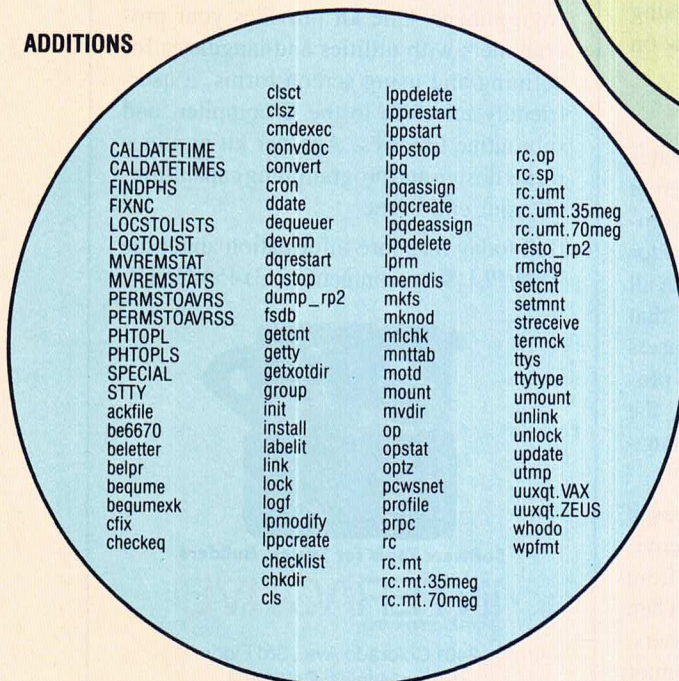 ADDITIONS
CALDATETIME
CALDATETIMES
FINDPHS
FIXNC
LOCSTOLISTS
LOCTOLIST
MVREMSTAT
MVREMSTATS
PERMSTOAVRS
PERMSTOAVRSS
PHTOPL
PHTOPLS
SPECIAL
STTY
ackfile
be6670
beletter
belpr
bequme
bequmexk
cfix
checkeq
checklist
chkdir
cls
clsct
clsz
cmdexec
convdoc
convert
cron
ddate
dequeuer
devnm
dqrestart
dqstop
dump_rp2
fsdb
getcnt
getty
getxotdir
group
init
install
labelit
link
lock
logf
lpmodify
lppcreate
lppdelete
lpprestart
lppstart
lppstop
lpq
lpqassign
lpqcreate
lpqdeassign
lpqdelete
lprm
memdis
mkfs
mknod
mlchk
mnttab
motd
mount
mvdir
op
opstat
optz
pcwsnet
profile
prpc
rc
rc.mt
rc.mt.35meg
rc.mt.70meg
rc.op
rc.sp
rc.umt
rc.umt.35meg
rc.umt.70meg
resto_rp2
rmchg
setcnt
setmnt
streceive
termck
ttys
ttytype
umount
unlink
unlock
update
utmp
uuxqt.VAX
uuxqt.ZEUS
whodo
wpfmt